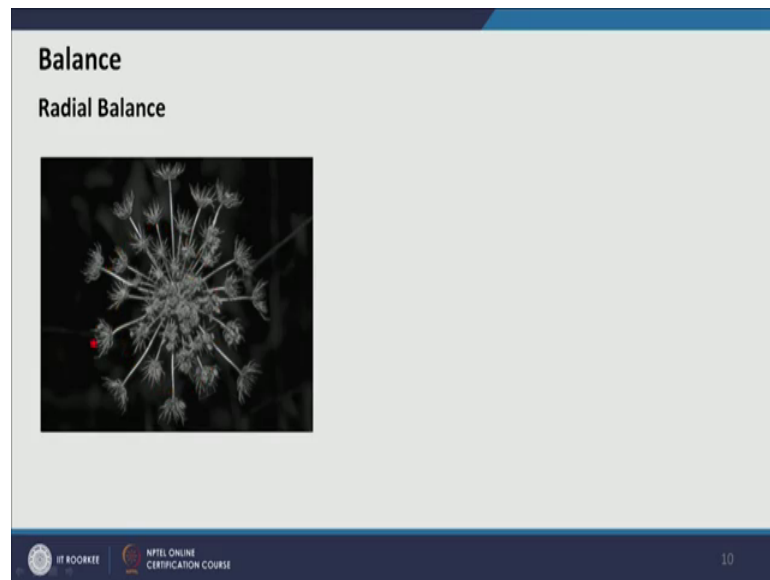 Balance
Radial Balance
IIT ROORKEE
NPTEL ONLINE
CERTIFICATION COURSE
10